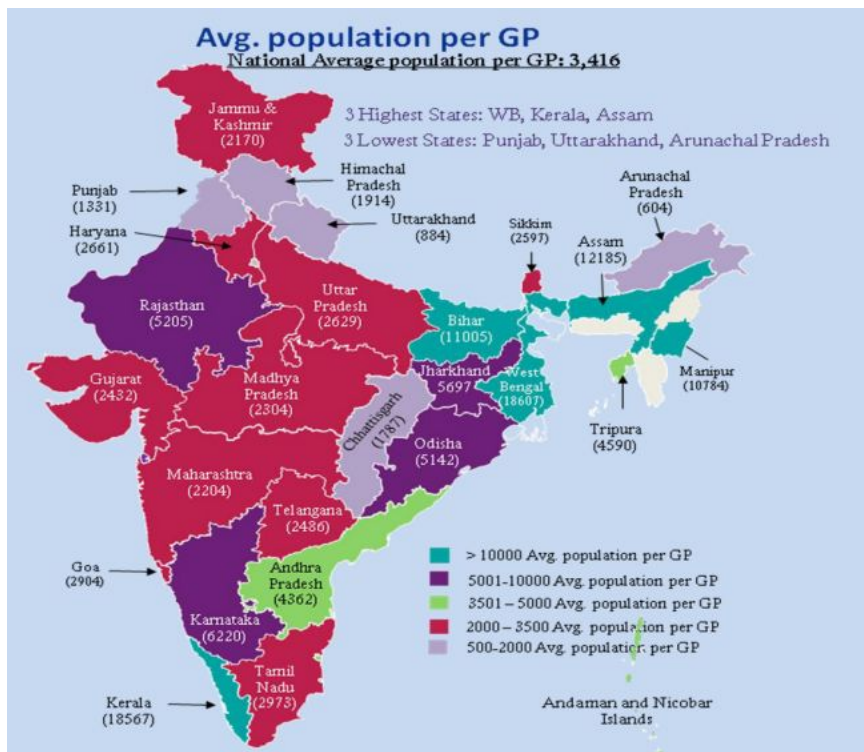 Avg. population per GP
National Average population per GP: 3,416
3 Highest States: WB, Kerala, Assam
3 Lowest States: Punjab, Uttarakhand, Arunachal Pradesh
Jammu &
Kashmir
(2170)
Himachal
Pradesh
(1914)
Punjab
(1331)
Uttarakhand
(884)
Haryana
(2661)
Sikkim
(2597)
Arunachal
Pradesh
(604)
Assam
(12185)
Rajasthan
(5205)
Uttar
Pradesh
(2629)
Bihar
(11005)
Gujarat
(2432)
Madhya
Pradesh
(2304)
Jharkhand
5697
West
Bengal
(18607)
Manipur
(10784)
Chhattisgarh
(1787)
Odisha
(5142)
Tripura
(4590)
Maharashtra
(2204)
Telangana
(2486)
Goa
(2904)
Andhra
Pradesh
(4362)
Karnataka
(6220)
Tamil
Nadu
(2973)
Kerala
(18567)
> 10000 Avg. population per GP
5001-10000 Avg. population per GP
3501 – 5000 Avg. population per GP
2000 – 3500 Avg. population per GP
500-2000 Avg. population per GP
Andaman and Nicobar
Islands